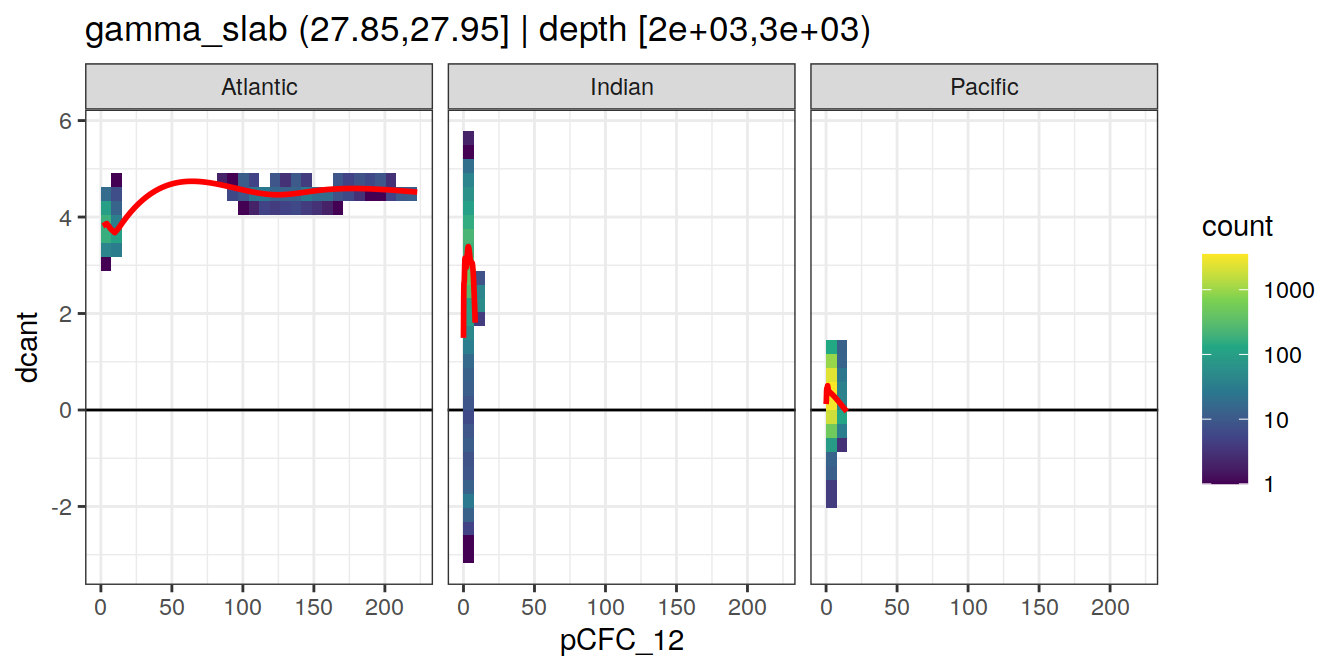 gamma_slab (27.85,27.95] | depth [2e+03,3e+03)
Atlantic Indian Pacific
dcant
6
4
2
0
-2
0 50 100 150 200 0 50 100 150 200 0 50 100 150 200
pCFC_12
count
1000
100
10
1